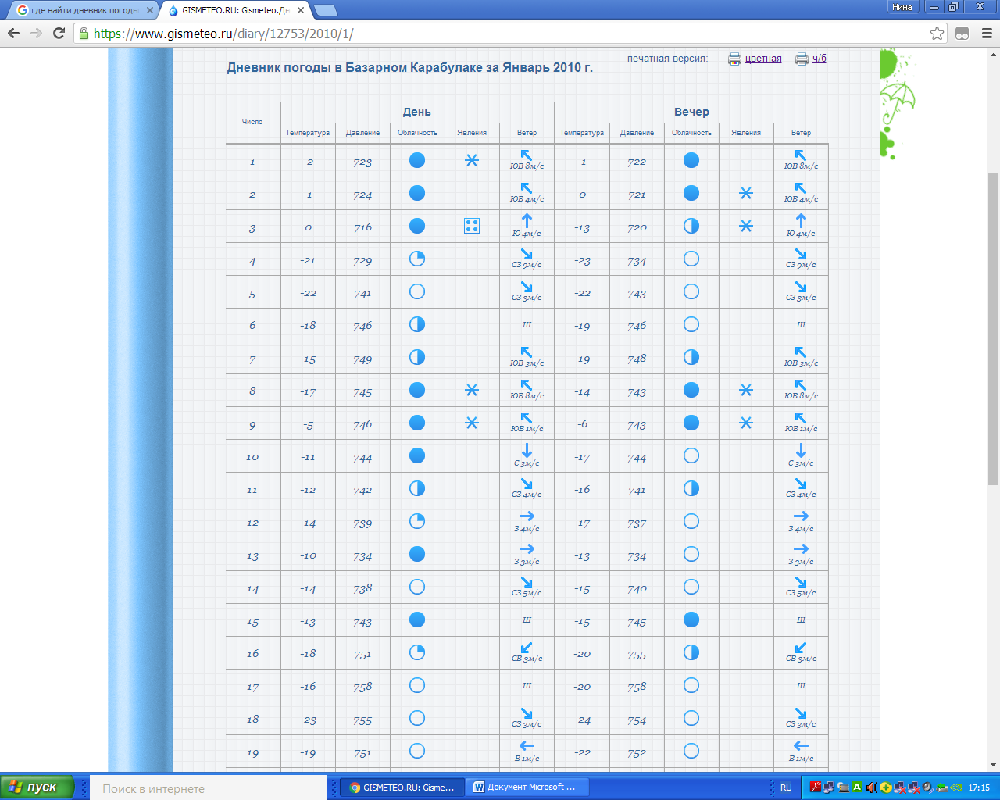 где найти дневник погоды
GISMETEO.RU: Gismeteo.Дн
Нина
https://www.gismeteo.ru/diary/12753/2010/1/
печатная версия: цветная ч/б
Дневник погоды в Базарном Карабулаке за Январь 2010 г.
Число День Вечер
Температура Давление Облачность Явления Ветер Температура Давление Облачность Явления Ветер
1 -2 723 ЮВ 8м/с -1 722 ЮВ 8м/с
2 -1 724 ЮВ 4м/с 0 721 ЮВ 4м/с
3 0 716 Ю 4м/с -13 720 Ю 4м/с
4 -21 729 СЗ 9м/с -23 734 СЗ 9м/с
5 -22 741 СЗ 3м/с -22 743 СЗ 3м/с
6 -18 746 Ш -19 746 Ш
7 -15 749 ЮВ 3м/с -19 748 ЮВ 3м/с
8 -17 745 ЮВ 8м/с -14 743 ЮВ 8м/с
9 -5 746 ЮВ 1м/с -6 743 ЮВ 1м/с
10 -11 744 С 3м/с -17 744 С 3м/с
11 -12 742 СЗ 4м/с -16 741 СЗ 4м/с
12 -14 739 З 4м/с -17 737 З 4м/с
13 -10 734 З 3м/с -13 734 З 3м/с
14 -14 738 СЗ 5м/с -15 740 СЗ 5м/с
15 -13 743 Ш -15 745 Ш
16 -18 751 СВ 3м/с -20 755 СВ 3м/с
17 -16 758 Ш -20 758 Ш
18 -23 755 СЗ 3м/с -24 754 СЗ 3м/с
19 -19 751 В 1м/с -22 752 В 1м/с
пуск
Поиск в интернете
GISMETEO.RU: Gisme...
Документ Microsoft ...
RU
17:15